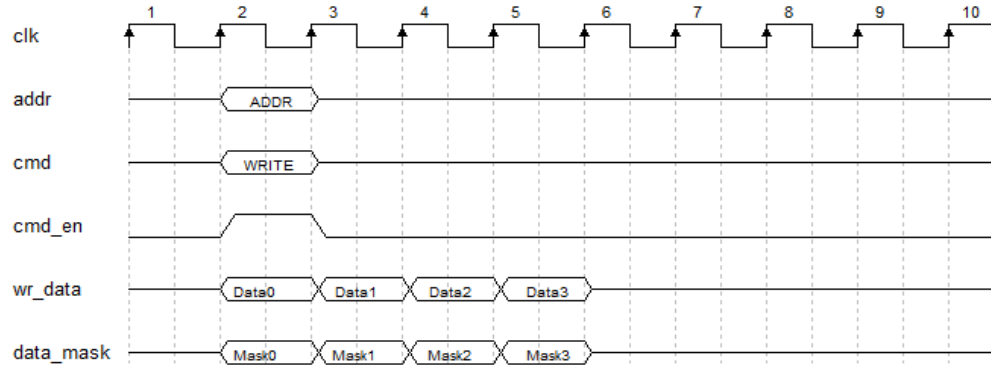 1 2 3 4 5 6 7 8 9 10
clk
addr ADDR
cmd WRITE
cmd_en
wr_data Data0 Data1 Data2 Data3
data_mask Mask0 Mask1 Mask2 Mask3